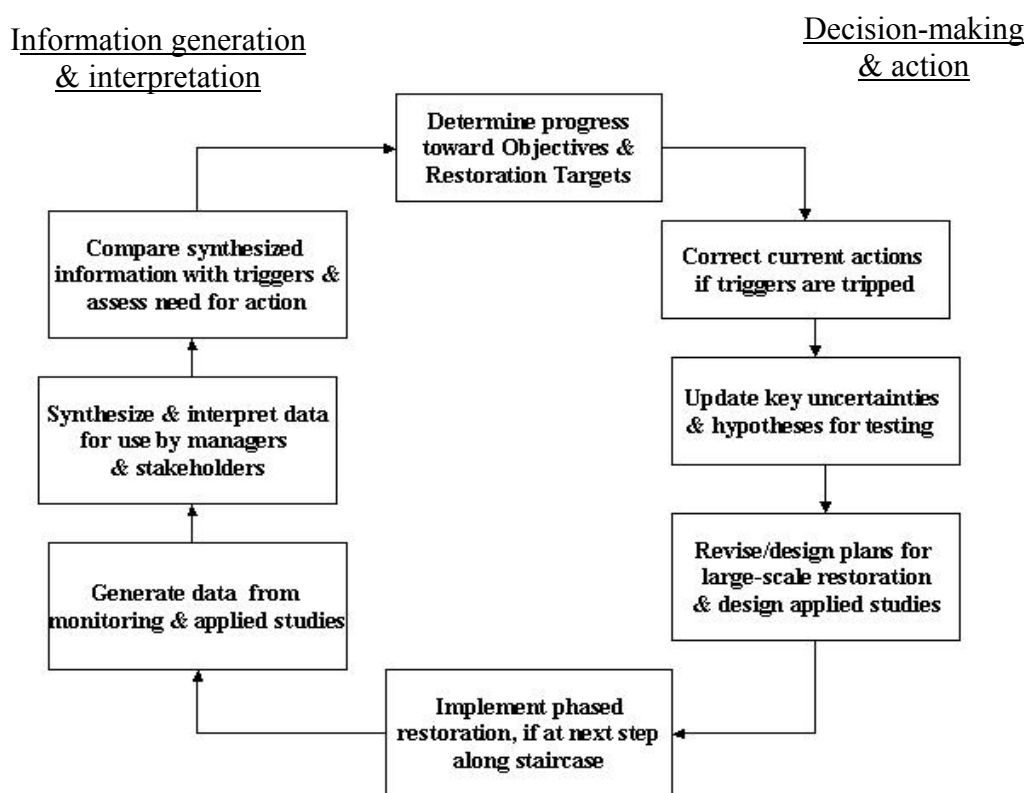 Information generation
& interpretation
Decision-making
& action
Determine progress
toward Objectives &
Restoration Targets
Correct current actions
if triggers are tripped
Update key uncertainties
& hypotheses for testing
Revise/design plans for
large-scale restoration
& design applied studies
Implement phased
restoration, if at next step
along staircase
Generate data from
monitoring & applied studies
Synthesize & interpret data
for use by managers
& stakeholders
Compare synthesized
information with triggers &
assess need for action